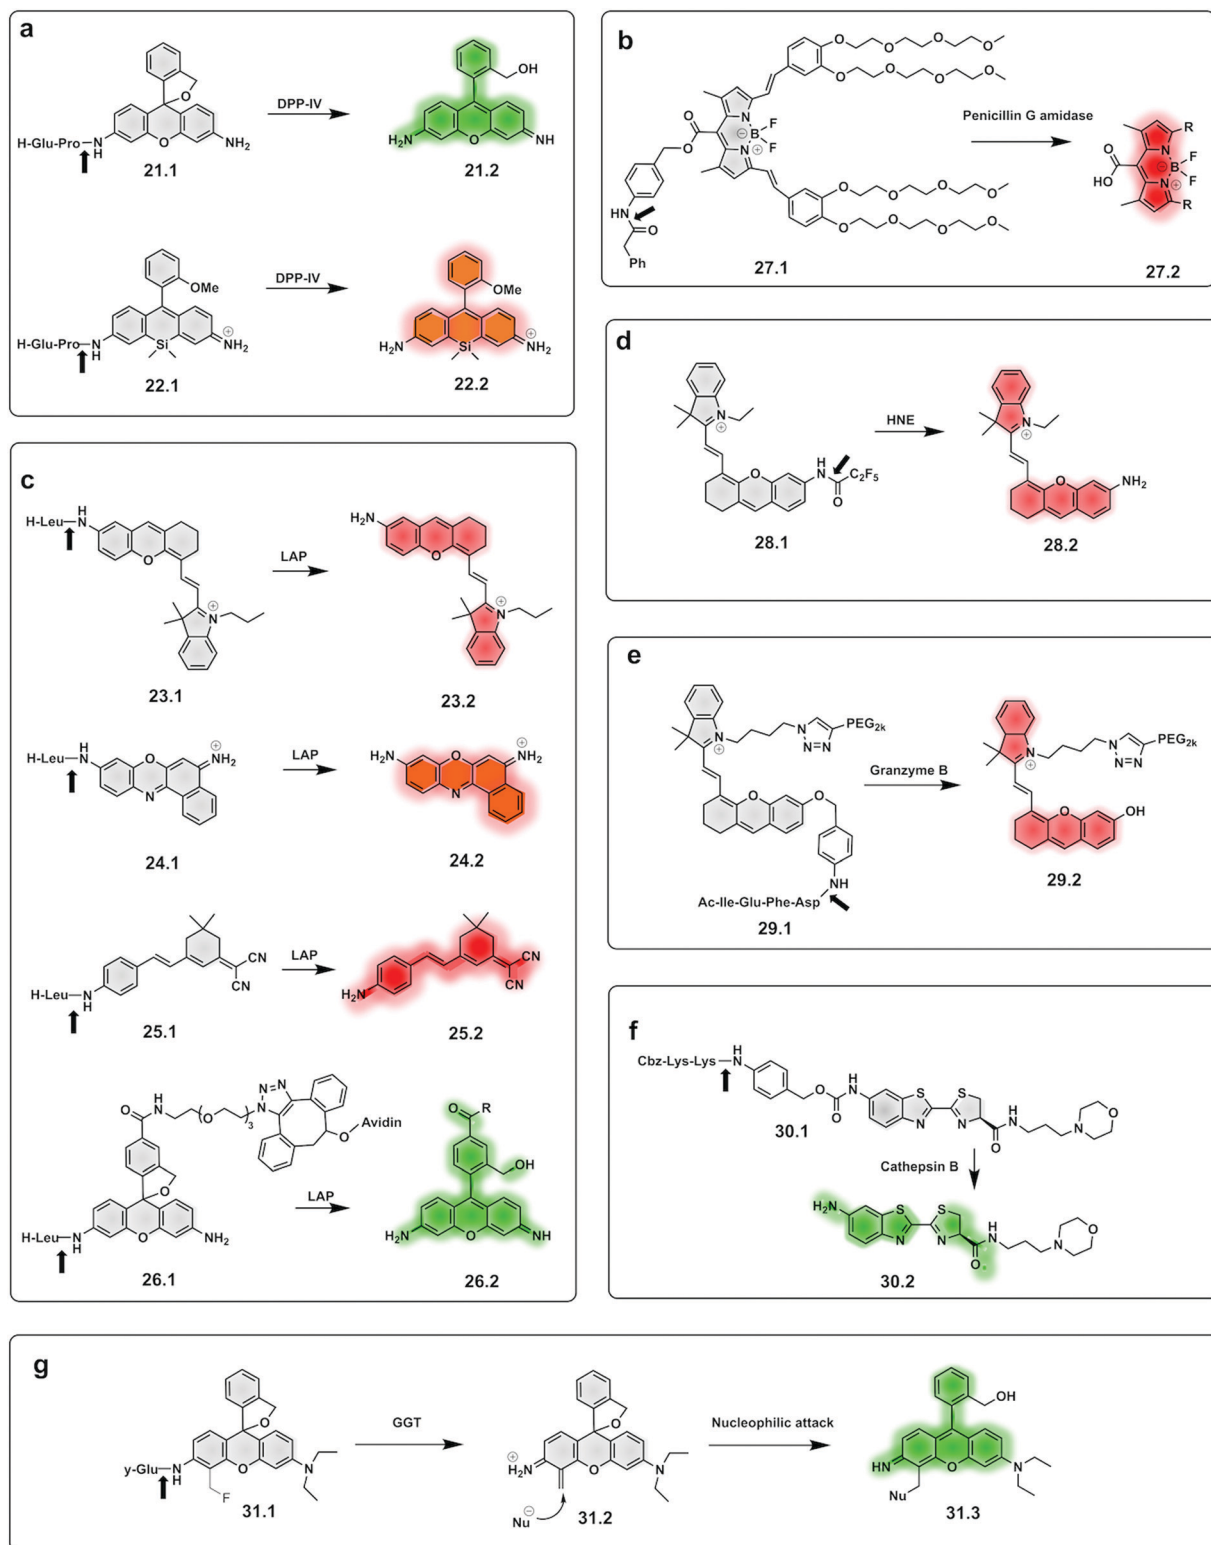 a
O
H-Glu-Pro
N
H
O
NH2
21.1
DPP-IV
OH
H2N
O
NH
21.2
OMe
H-Glu-Pro
N
H
Si
⊕
NH2
22.1
DPP-IV
OMe
H2N
Si
⊕
NH2
22.2
b
O
O
O
O
O
O
O
O
O
O
N
F
⊖B
F
N
⊕
O
O
O
O
O
O
O
O
NH
O
Ph
27.1
Penicillin G amidase
R
O
HO
N
F
⊖B
F
N
⊕
R
27.2
c
H-Leu
H
N
O
⊕
N
23.1
LAP
H2N
O
⊕
N
23.2
H-Leu
H
N
O
⊕
NH2
N
24.1
LAP
H2N
O
⊕
NH2
N
24.2
H-Leu
N
H
CN
CN
25.1
LAP
H2N
CN
CN
25.2
O
H
N
O
3
N
N=N
O
Avidin
O
H-Leu
N
H
O
NH2
26.1
LAP
O
R
OH
H2N
O
NH
26.2
d
N
⊕
O
H
N
C2F5
O
28.1
HNE
N
⊕
O
NH2
28.2
e
N
⊕
N
N=N
PEG2k
O
O
NH
Ac-Ile-Glu-Phe-Asp
29.1
Granzyme B
N
⊕
N
N=N
PEG2k
O
OH
29.2
f
Cbz-Lys-Lys
H
N
O
O
H
N
S
N
S
N
O
H
N
N
O
30.1
Cathepsin B
H2N
S
N
S
N
O
H
N
N
O
30.2
g
O
y-Glu
N
H
O
N
F
31.1
GGT
O
⊕
H2N
O
N
Nu⊖
31.2
Nucleophilic attack
OH
HN
O
N
Nu
31.3